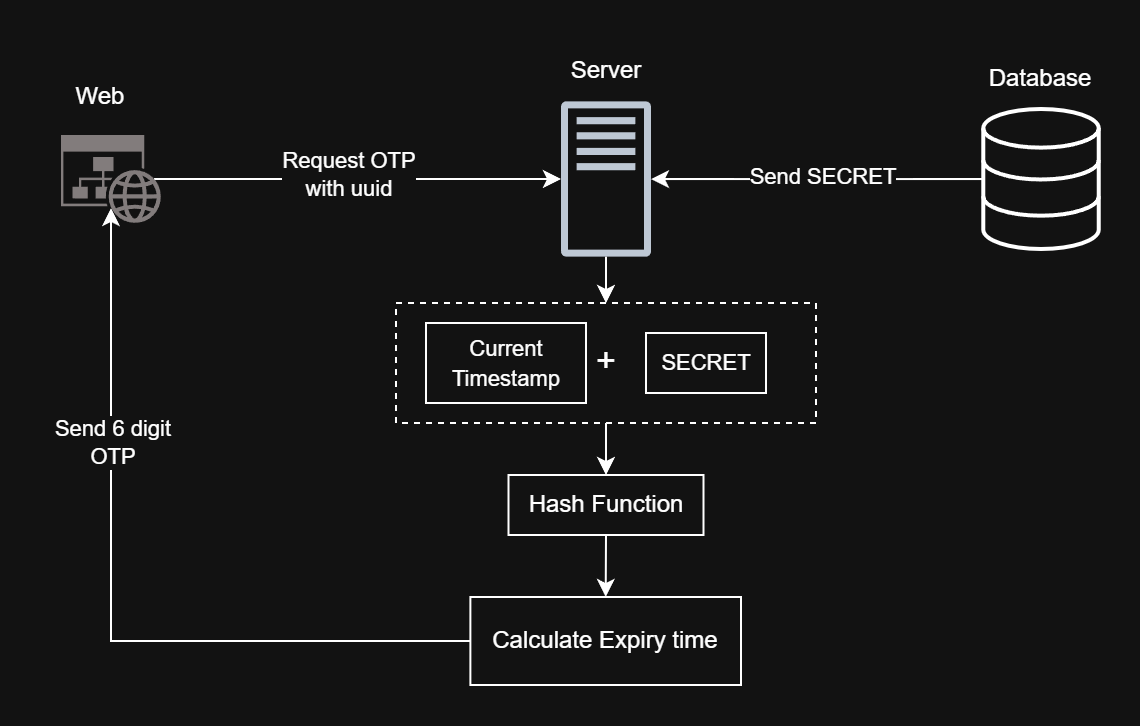 Server
Database
Web
Request OTP
with uuid
Send SECRET
Current
Timestamp
+
SECRET
Send 6 digit
OTP
Hash Function
Calculate Expiry time